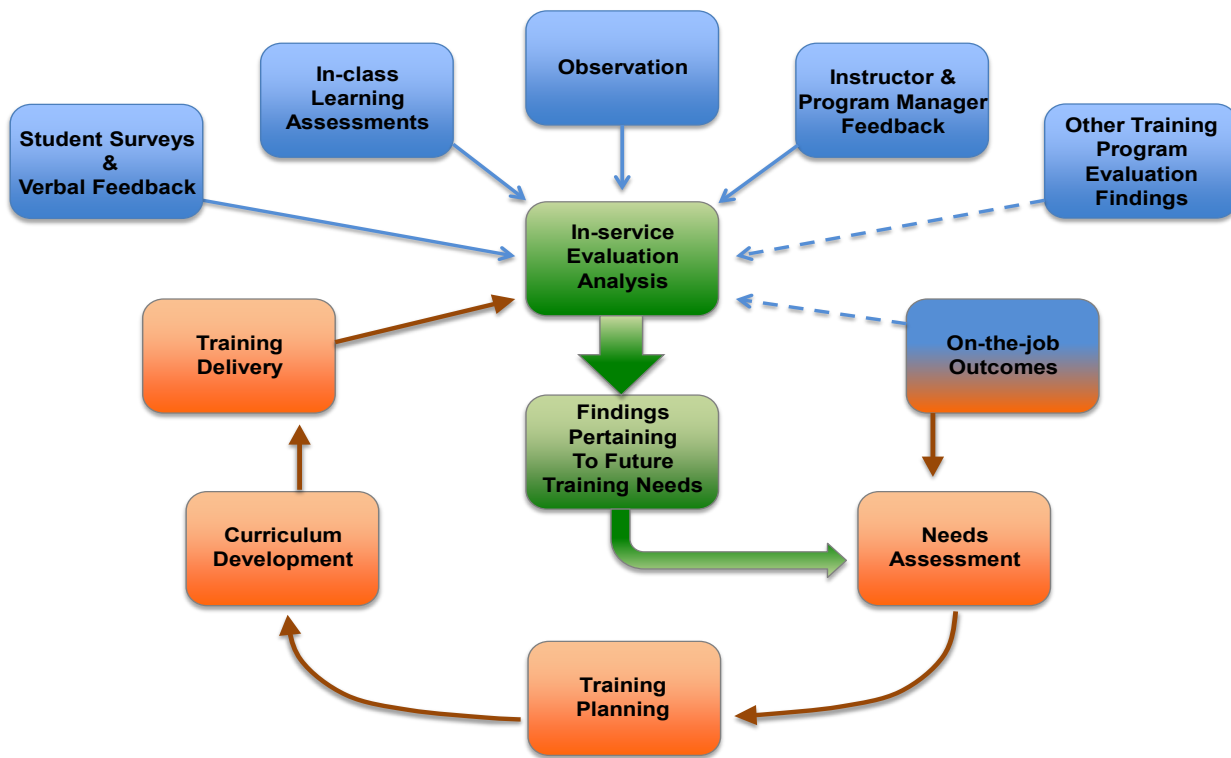 Observation
In-class
Learning
Assessments
Instructor &
Program Manager
Feedback
Student Surveys
&
Verbal Feedback
Other Training
Program
Evaluation
Findings
In-service
Evaluation
Analysis
Training
Delivery
On-the-job
Outcomes
Findings
Pertaining
To Future
Training Needs
Curriculum
Development
Needs
Assessment
Training
Planning